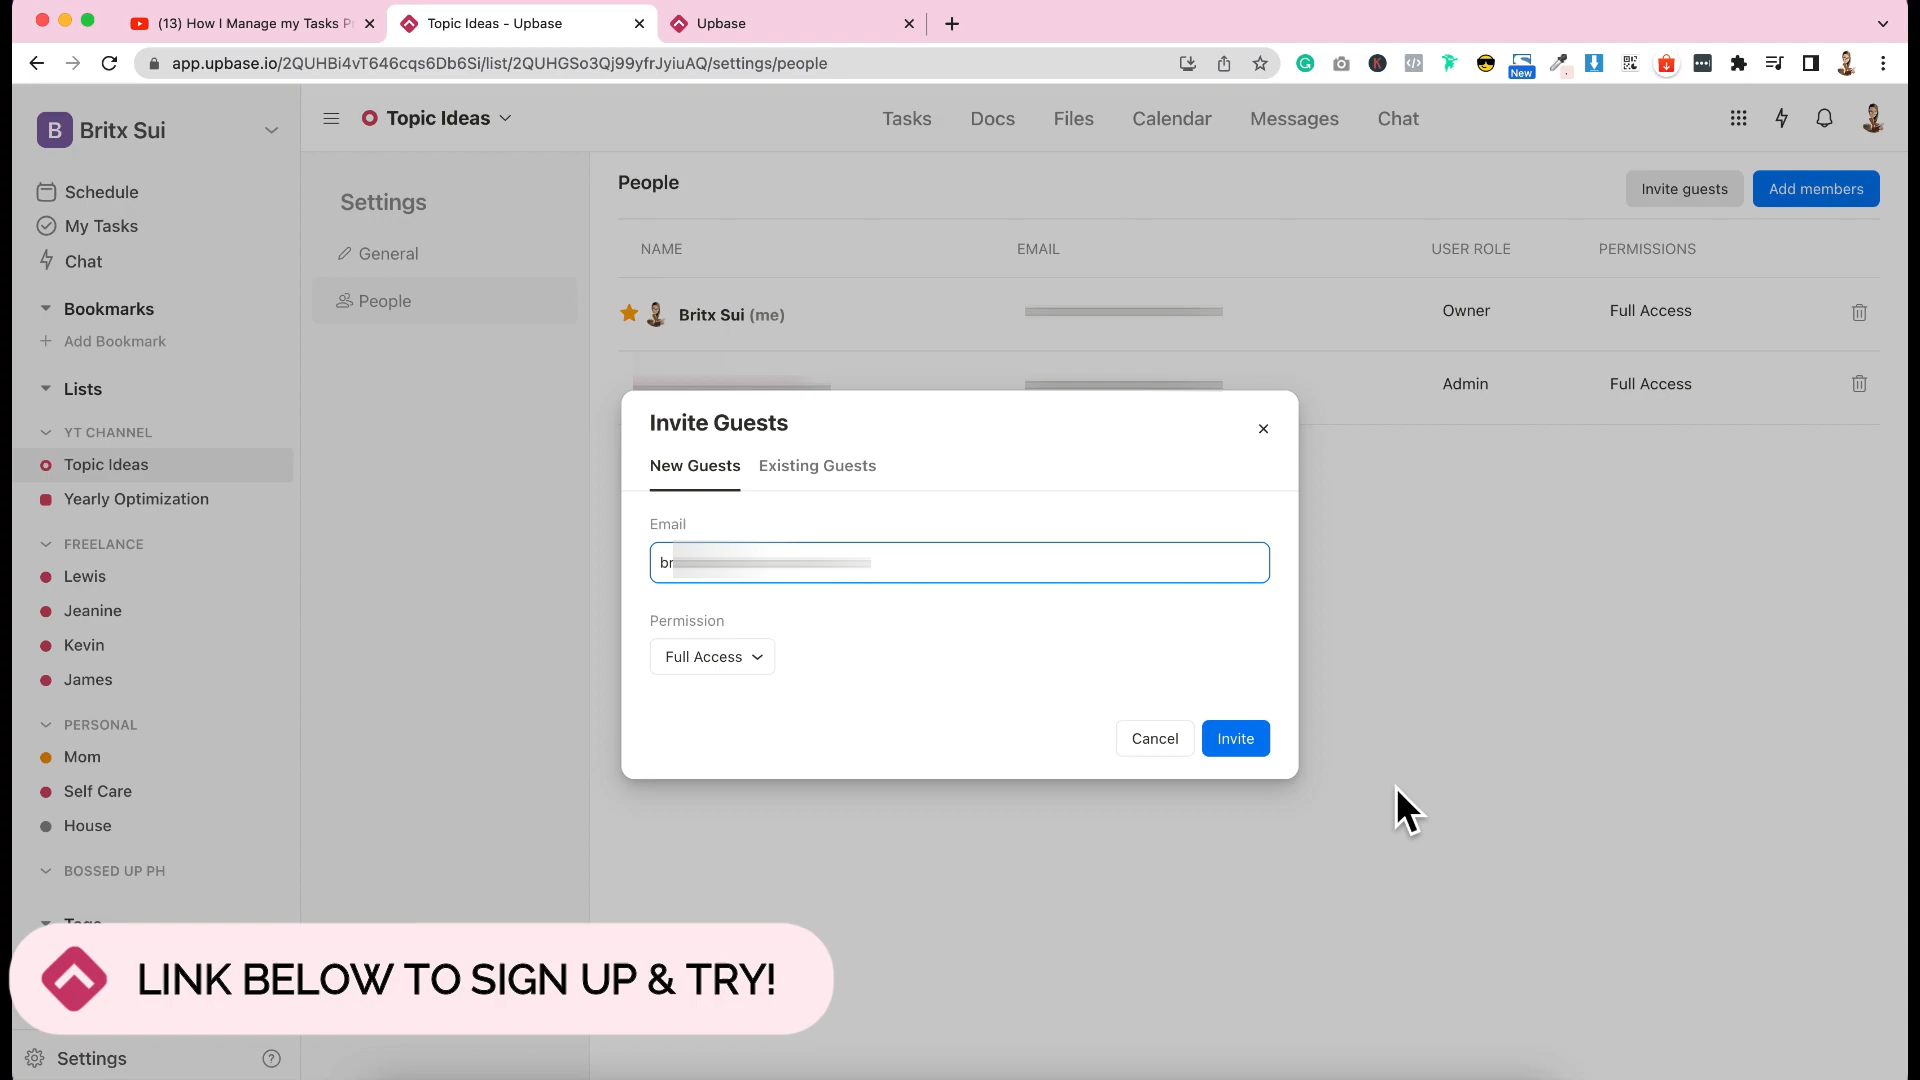 (13) How I Manage my Tasks P
Topic Ideas - Upbase
Upbase
app.upbase.io/2QUHBi4vT646cqs6Db6Si/list/2QUHGSo3Qj99yfrJyiuAQ/settings/people
New
B Britx Sui
Topic Ideas
Tasks
Docs
Files
Calendar
Messages
Chat
Schedule
My Tasks
Chat
Bookmarks
Add Bookmark
Lists
YT CHANNEL
Topic Ideas
Yearly Optimization
FREELANCE
Lewis
Jeanine
Kevin
James
PERSONAL
Mom
Self Care
House
BOSSED UP PH
Settings
Settings
General
People
People
Invite guests
Add members
NAME
EMAIL
USER ROLE
PERMISSIONS
Britx Sui (me)
Owner
Full Access
Admin
Full Access
Invite Guests
New Guests
Existing Guests
Email
br
Permission
Full Access
Cancel
Invite
LINK BELOW TO SIGN UP & TRY!